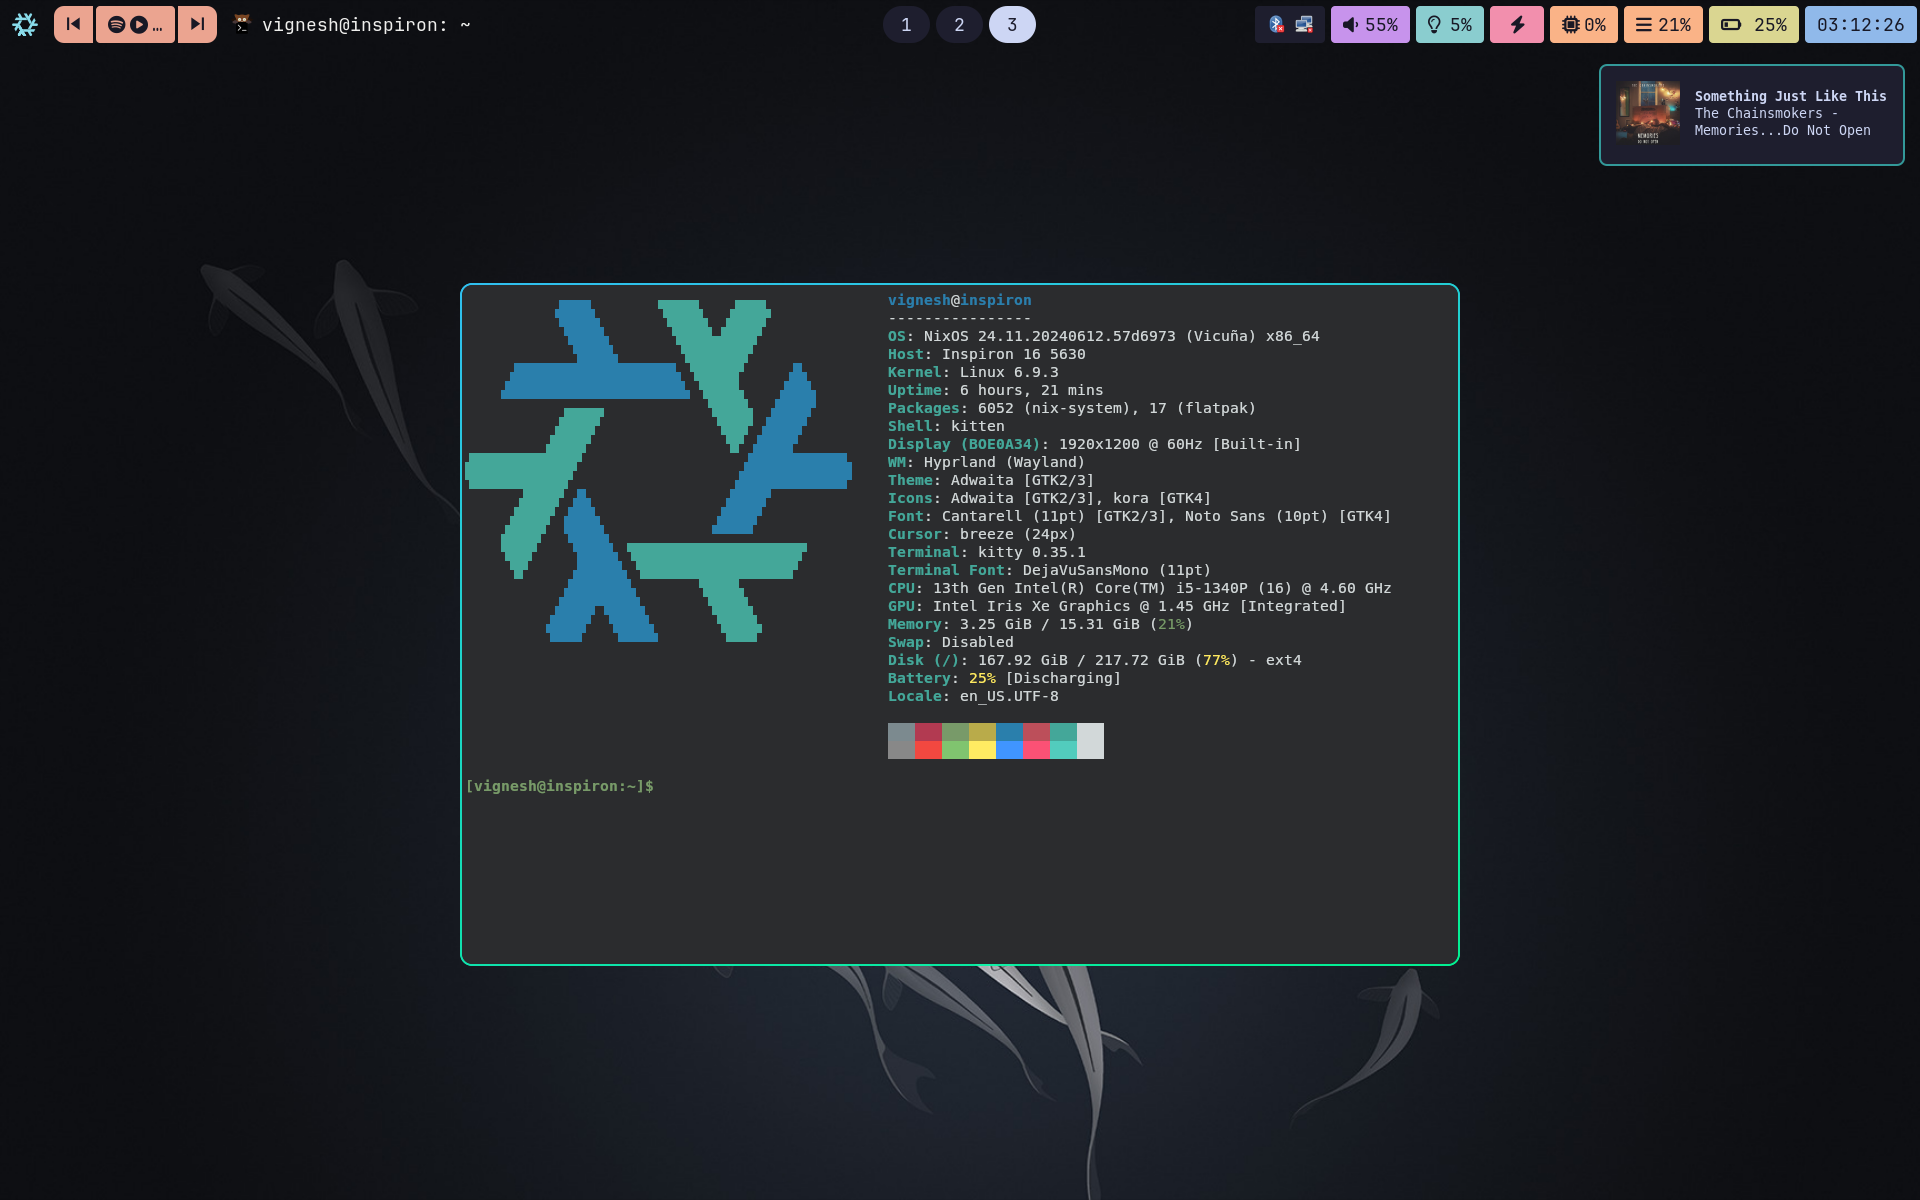 ... vignesh@inspiron: ~ 1 2 3 55% 5% 0% 21% 25% 03:12:26
Something Just Like This
The Chainsmokers -
Memories...Do Not Open
MEMORIES
DO NOT OPEN
vignesh@inspiron
----------------
OS: NixOS 24.11.20240612.57d6973 (Vicuña) x86_64
Host: Inspiron 16 5630
Kernel: Linux 6.9.3
Uptime: 6 hours, 21 mins
Packages: 6052 (nix-system), 17 (flatpak)
Shell: kitten
Display (BOE0A34): 1920x1200 @ 60Hz [Built-in]
WM: Hyprland (Wayland)
Theme: Adwaita [GTK2/3]
Icons: Adwaita [GTK2/3], kora [GTK4]
Font: Cantarell (11pt) [GTK2/3], Noto Sans (10pt) [GTK4]
Cursor: breeze (24px)
Terminal: kitty 0.35.1
Terminal Font: DejaVuSansMono (11pt)
CPU: 13th Gen Intel(R) Core(TM) i5-1340P (16) @ 4.60 GHz
GPU: Intel Iris Xe Graphics @ 1.45 GHz [Integrated]
Memory: 3.25 GiB / 15.31 GiB (21%)
Swap: Disabled
Disk (/): 167.92 GiB / 217.72 GiB (77%) - ext4
Battery: 25% [Discharging]
Locale: en_US.UTF-8
[vignesh@inspiron:~]$